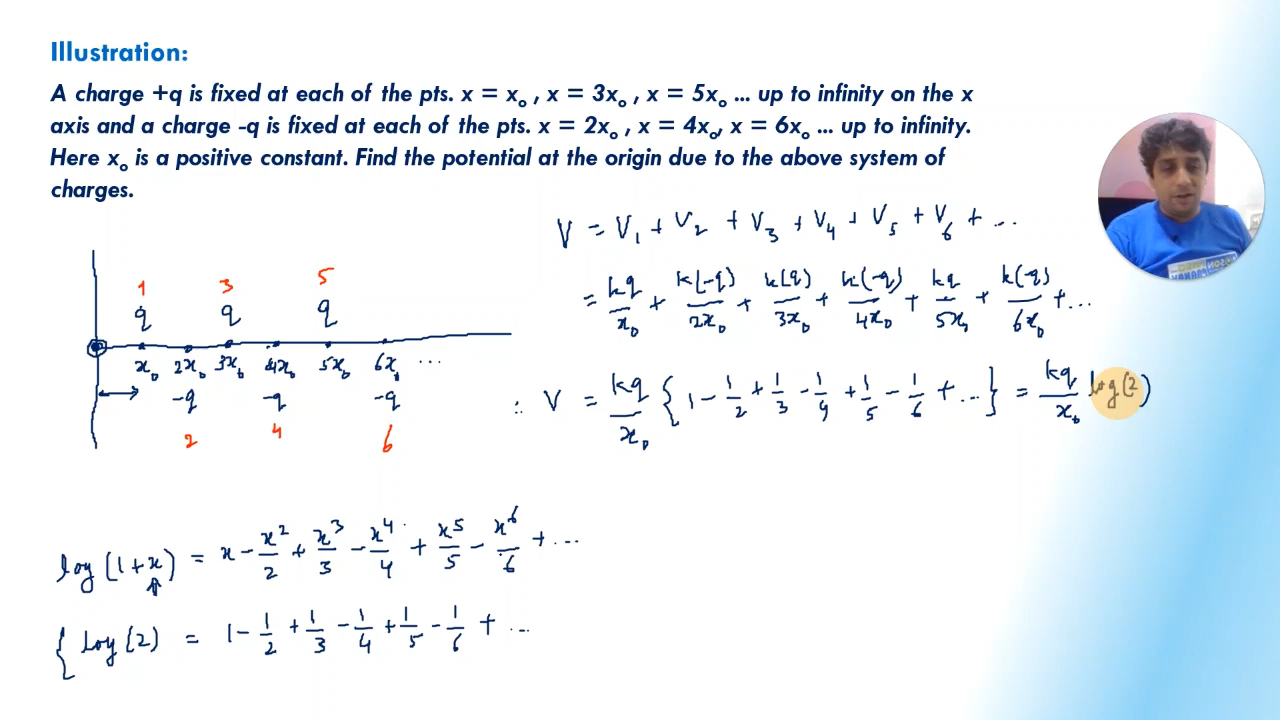 Illustration:
A charge +q is fixed at each of the pts. x = x₀ , x = 3x₀ , x = 5x₀ ... up to infinity on the x
axis and a charge -q is fixed at each of the pts. x = 2x₀ , x = 4x₀, x = 6x₀ ... up to infinity.
Here x₀ is a positive constant. Find the potential at the origin due to the above system of
charges.
V = V₁ + V₂ + V₃ + V₄ + V₅ + V₆ + ...
= kq/x₀ + k(-q)/2x₀ + k(q)/3x₀ + k(-q)/4x₀ + kq/5x₀ + k(-q)/6x₀ + ...
∴ V = kq/x₀ { 1 - 1/2 + 1/3 - 1/4 + 1/5 - 1/6 + ... } = kq/x₀ log(2)
1 3 5
q q q
x₀ 2x₀ 3x₀ 4x₀ 5x₀ 6x₀ ...
-q -q -q
2 4 6
log(1+x) = x - x²/2 + x³/3 - x⁴/4 + x⁵/5 - x⁶/6 + ...
{ log(2) = 1 - 1/2 + 1/3 - 1/4 + 1/5 - 1/6 + ...